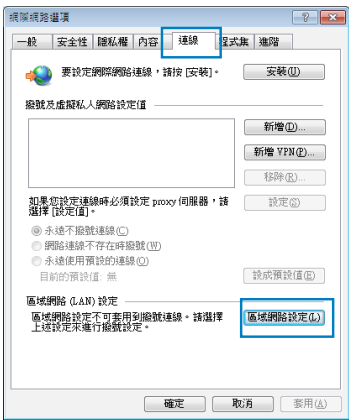 網際網路選項
一般 安全性 隱私權 內容 連線 程式集 進階
要設定網際網路連線，請按 [安裝]。
安裝(U)
撥號及虛擬私人網路設定值
新增(D)...
新增 VPN(P)...
移除(R)...
如果您設定連線時必須設定 proxy 伺服器，請
選擇 [設定值]。
設定(S)
永遠不撥號連線(C)
網路連線不存在時撥號(W)
永遠使用預設的連線(O)
目前的預設值: 無
設成預設值(E)
區域網路 (LAN) 設定
區域網路設定不可套用到撥號連線。請選擇
上述設定來進行撥號設定。
區域網路設定(L)
確定 取消 套用(A)